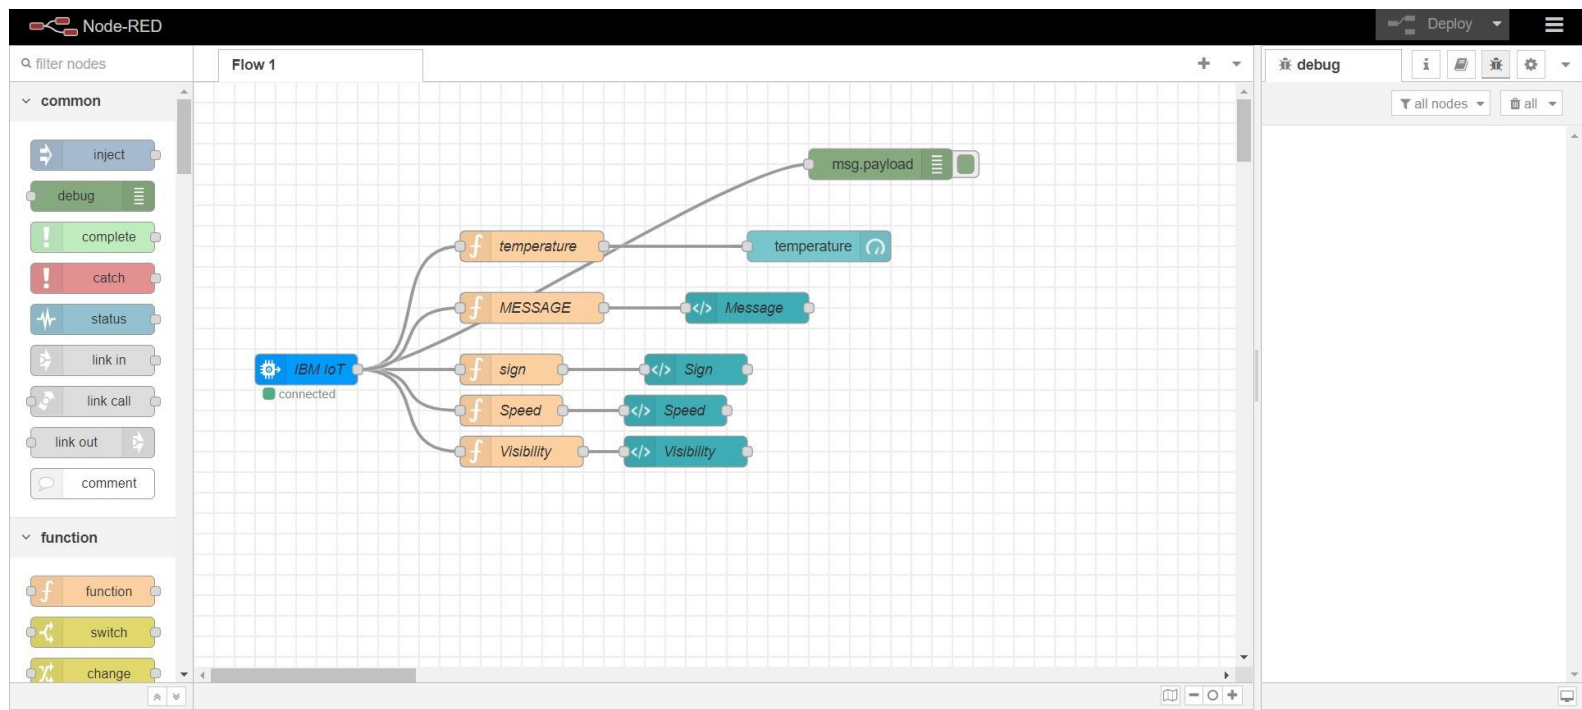 Node-RED
Deploy
filter nodes
Flow 1
debug
i
all nodes
all
common
inject
debug
complete
catch
status
link in
link call
link out
comment
function
function
switch
change
msg.payload
temperature
temperature
MESSAGE
</> Message
IBM IoT
connected
sign
</> Sign
Speed
</> Speed
Visibility
</> Visibility